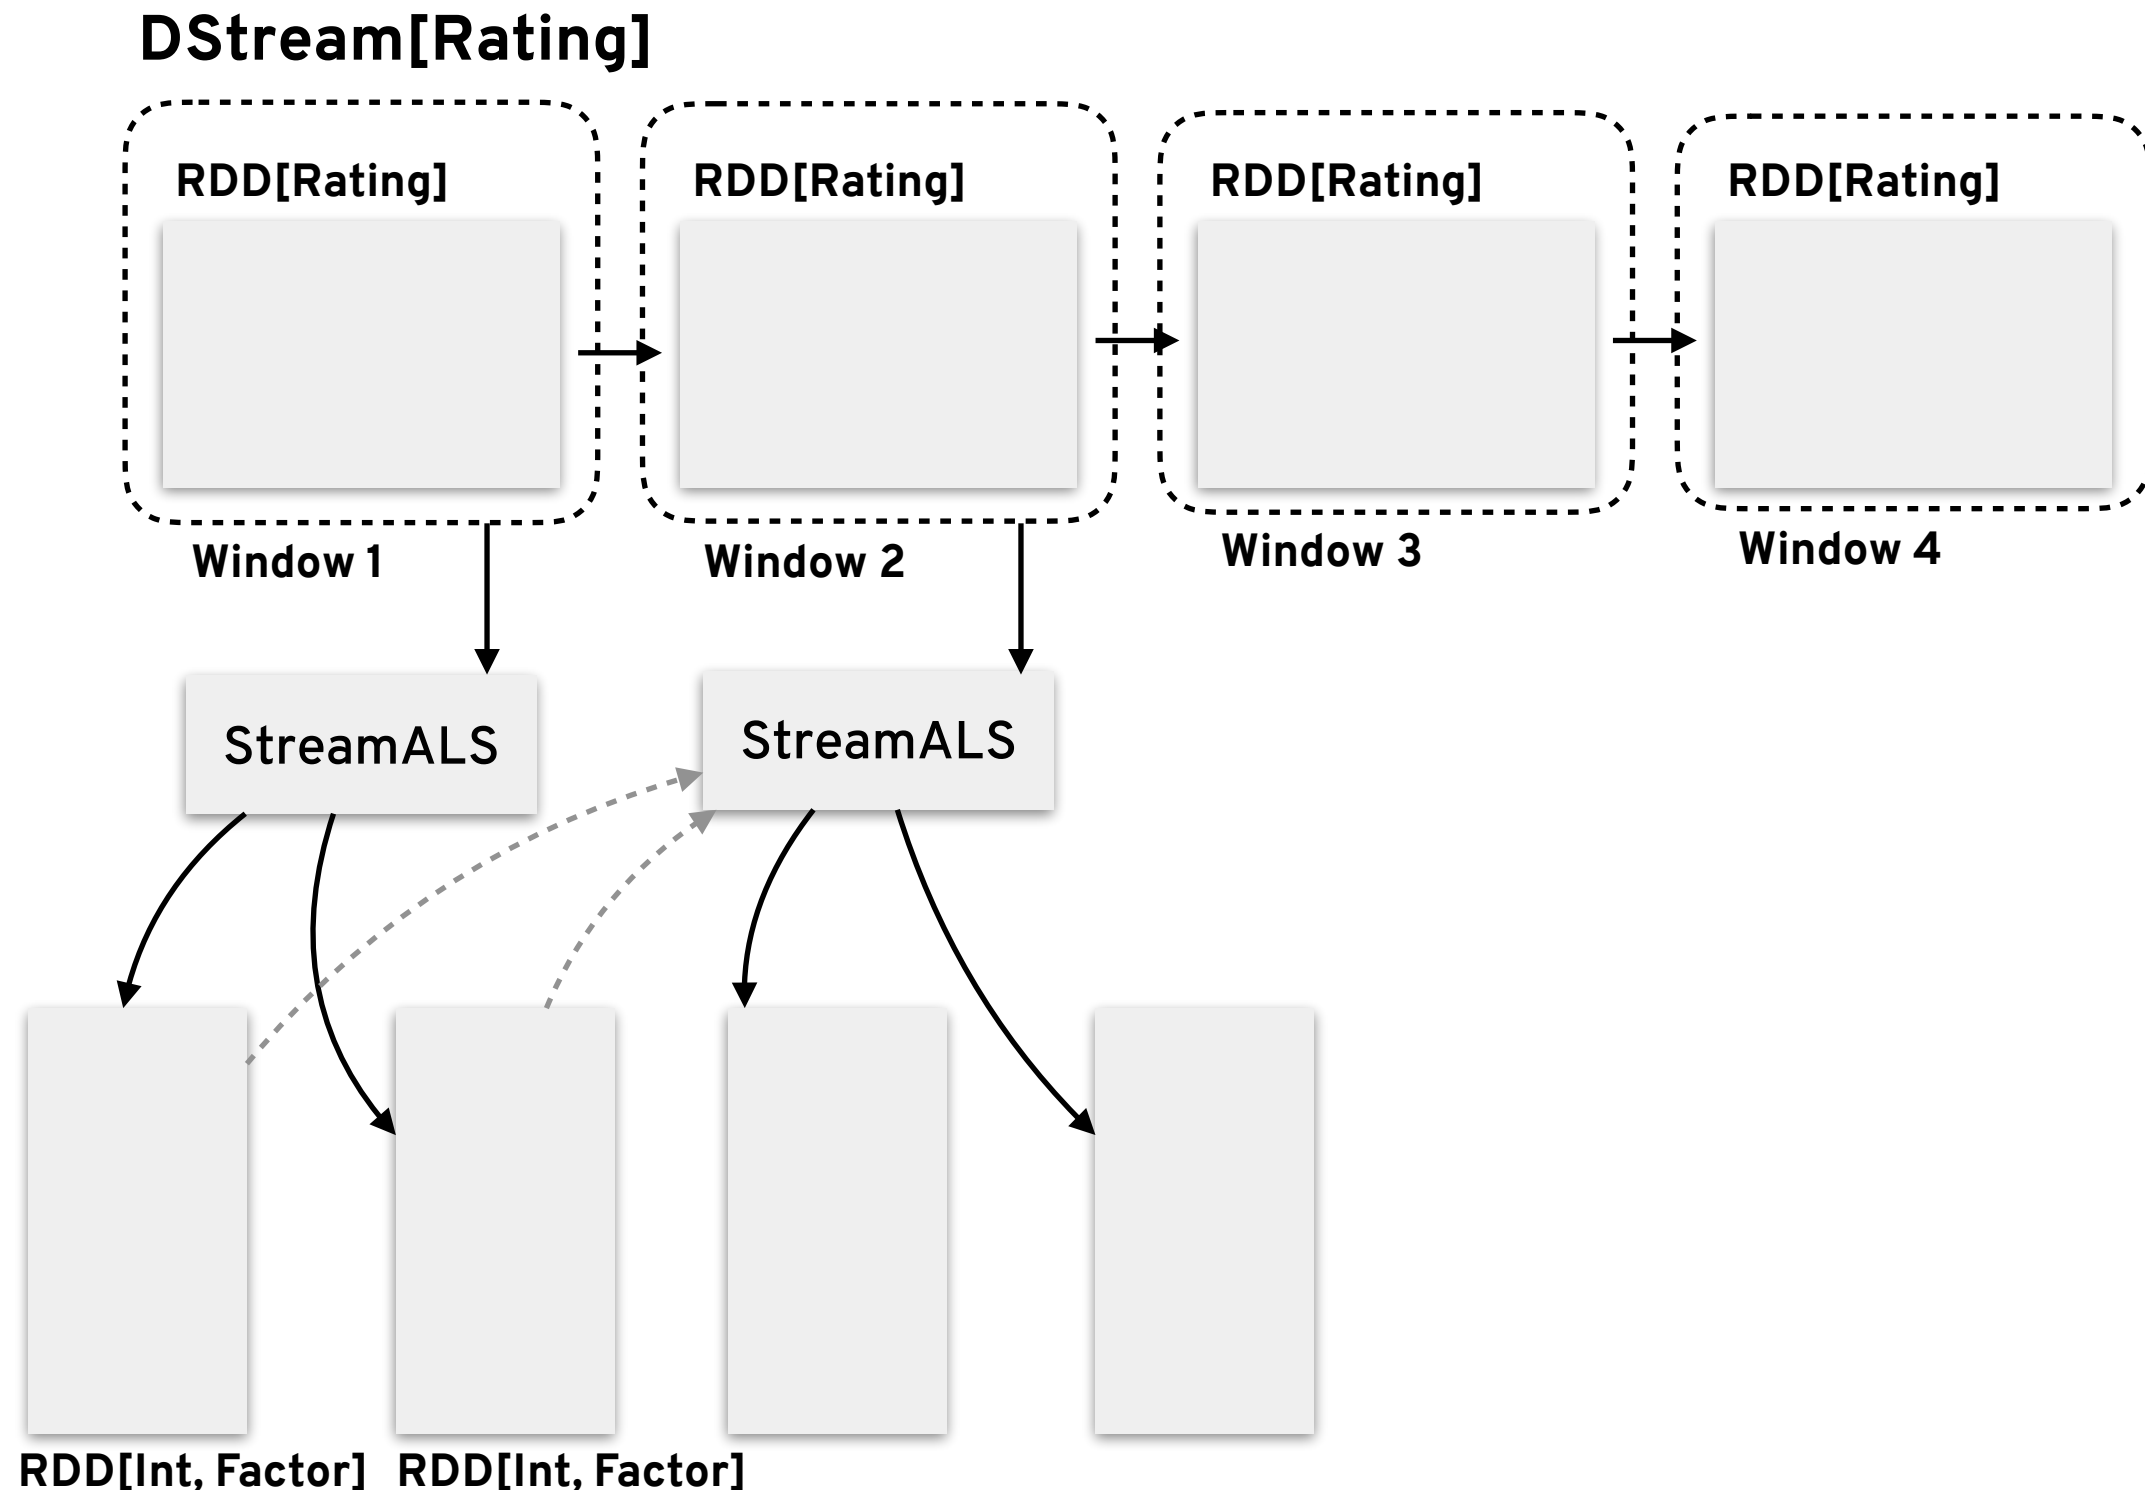 DStream[Rating]
RDD[Rating]
RDD[Rating]
RDD[Rating]
RDD[Rating]
Window 1
Window 2
Window 3
Window 4
StreamALS
StreamALS
RDD[Int, Factor]
RDD[Int, Factor]